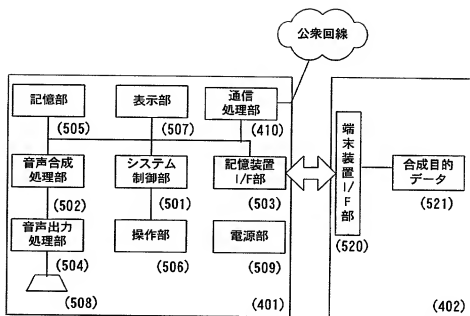 公衆回線
記憶部
(505)
表示部
(507)
通信
処理部
(410)
音声合成
処理部
(502)
システム
制御部
(501)
記憶装置
I/F部
(503)
音声出力
処理部
(504)
操作部
(506)
電源部
(509)
(508)
(401)
端末装置I/F部
(520)
合成目的
データ
(521)
(402)